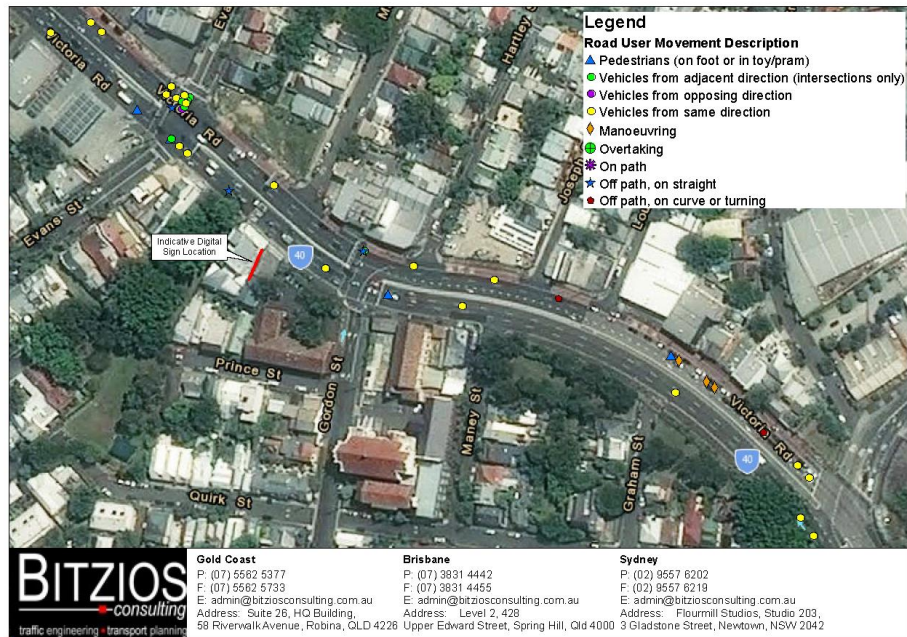 Legend
Road User Movement Description
Pedestrians (on foot or in toy/pram)
Vehicles from adjacent direction (intersections only)
Vehicles from opposing direction
Vehicles from same direction
Manoeuvring
Overtaking
On path
Off path, on straight
Off path, on curve or turning
Victoria Rd
Victoria Rd
Hartley
Evans St
Indicative Digital
Sign Location
40
Prince St
Gordon St
Maney St
Graham St
Victoria Rd
40
Quirk St
BITZIOS
consulting
traffic engineering • transport planning
Gold Coast
P: (07) 5562 5377
F: (07) 5562 5733
E: admin@bitziosconsulting.com.au
Address: Suite 26, HQ Building,
58 Riverwalk Avenue, Robina, QLD 4226
Brisbane
P: (07) 3831 4442
F: (07) 3831 4455
E: admin@bitziosconsulting.com.au
Address: Level 2, 428
Upper Edward Street, Spring Hill, Qld 4000
Sydney
P: (02) 9557 6202
F: (02) 9557 6219
E: admin@bitziosconsulting.com.au
Address: Flourmill Studios, Studio 203,
3 Gladstone Street, Newtown, NSW 2042